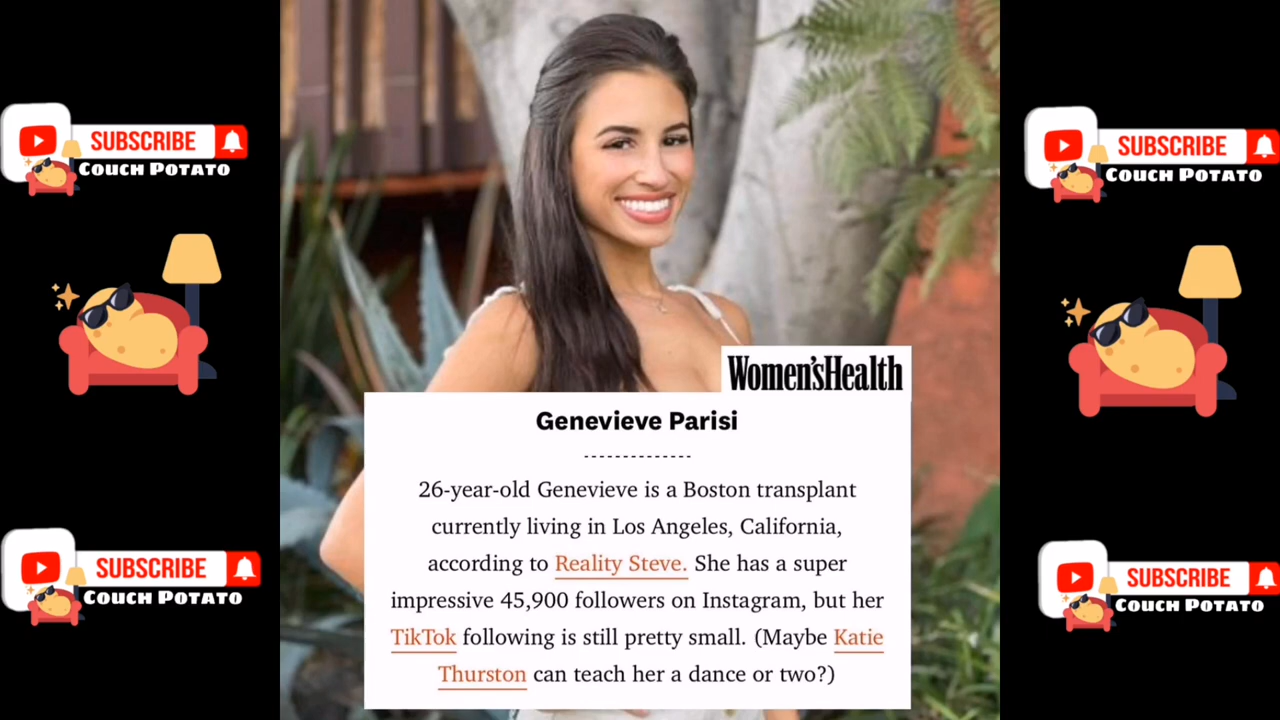 SUBSCRIBE
Couch Potato
SUBSCRIBE
Couch Potato
Women'sHealth
Genevieve Parisi
--------------
26-year-old Genevieve is a Boston transplant
currently living in Los Angeles, California,
according to Reality Steve. She has a super
impressive 45,900 followers on Instagram, but her
TikTok following is still pretty small. (Maybe Katie
Thurston can teach her a dance or two?)
SUBSCRIBE
Couch Potato
SUBSCRIBE
Couch Potato